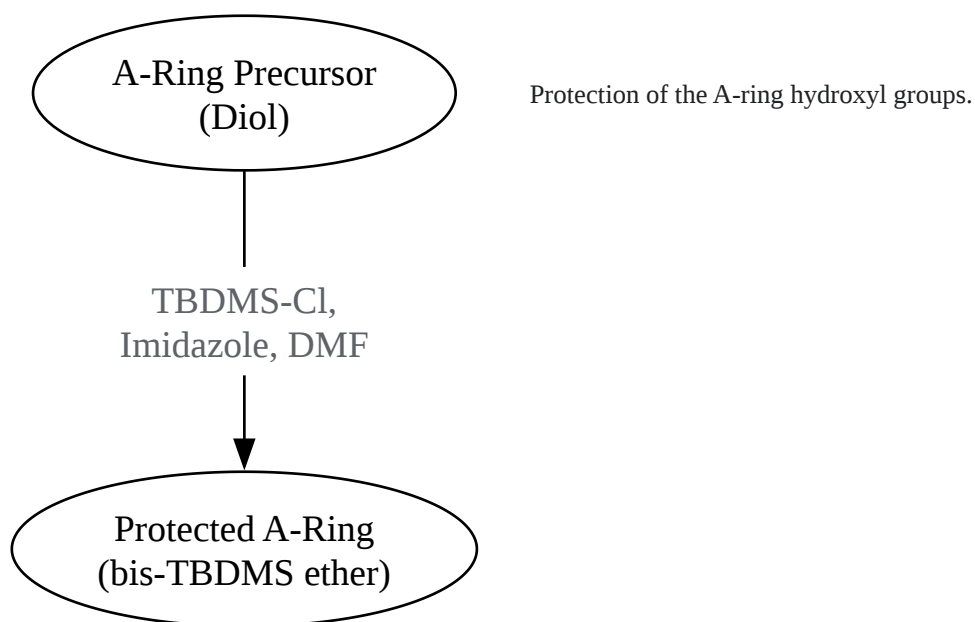 A-Ring Precursor
(Diol)
Protection of the A-ring hydroxyl groups.
TBDMS-Cl,
Imidazole, DMF
Protected A-Ring
(bis-TBDMS ether)